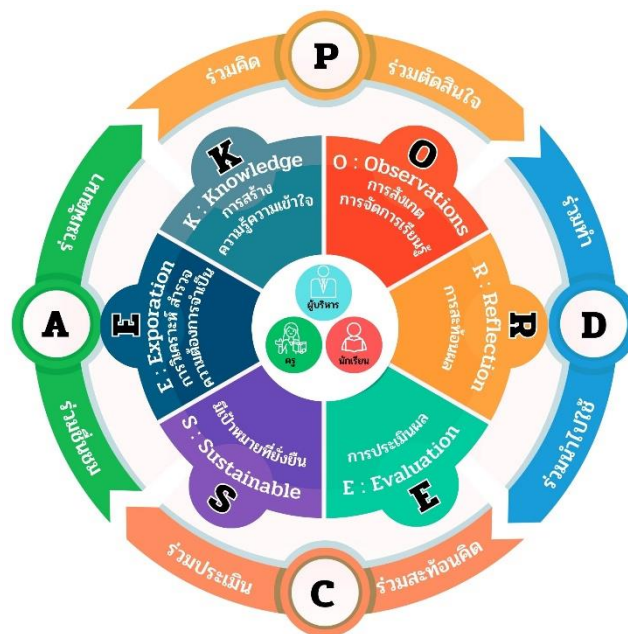 P
ร่วมคิด
ร่วมตัดสินใจ
D
ร่วมทำ
ร่วมนำไปใช้
C
ร่วมสะท้อนคิด
ร่วมประเมิน
A
ร่วมชื่นชม
ร่วมพัฒนา
K
K : Knowledge
การสร้าง
ความรู้ความเข้าใจ
O
O : Observations
การสังเกต
การจัดการเรียนรู้
R
R : Reflection
การสะท้อนผล
E
การประเมินผล
E : Evaluation
S
มีเป้าหมายที่ยั่งยืน
S : Sustainable
E
E : Exporation
การวิเคราะห์ สำรวจ
ความต้องการจำเป็น
ผู้บริหาร
ครู
นักเรียน